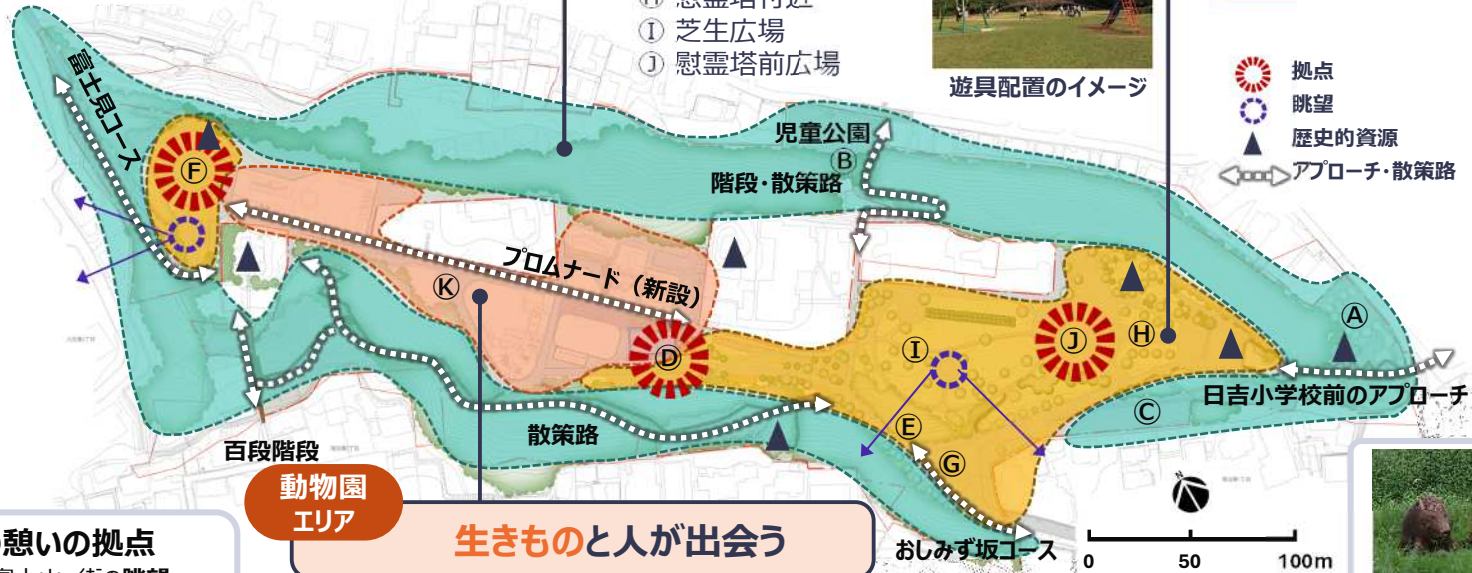 Ⓗ 慰霊塔付近
Ⓘ 芝生広場
Ⓙ 慰霊塔前広場
遊具配置のイメージ
拠点
眺望
歴史的資源
アプローチ・散策路
富士見コース
児童公園
Ⓑ
階段・散策路
Ⓕ
プロムナード（新設）
Ⓚ
Ⓓ
Ⓘ
Ⓙ
Ⓗ
Ⓐ
日吉小学校前のアプローチ
Ⓒ
Ⓔ
Ⓖ
散策路
百段階段
おしみず坂コース
0 50 100m
動物園
エリア
生きものと人が出会う
憩いの拠点
眺望